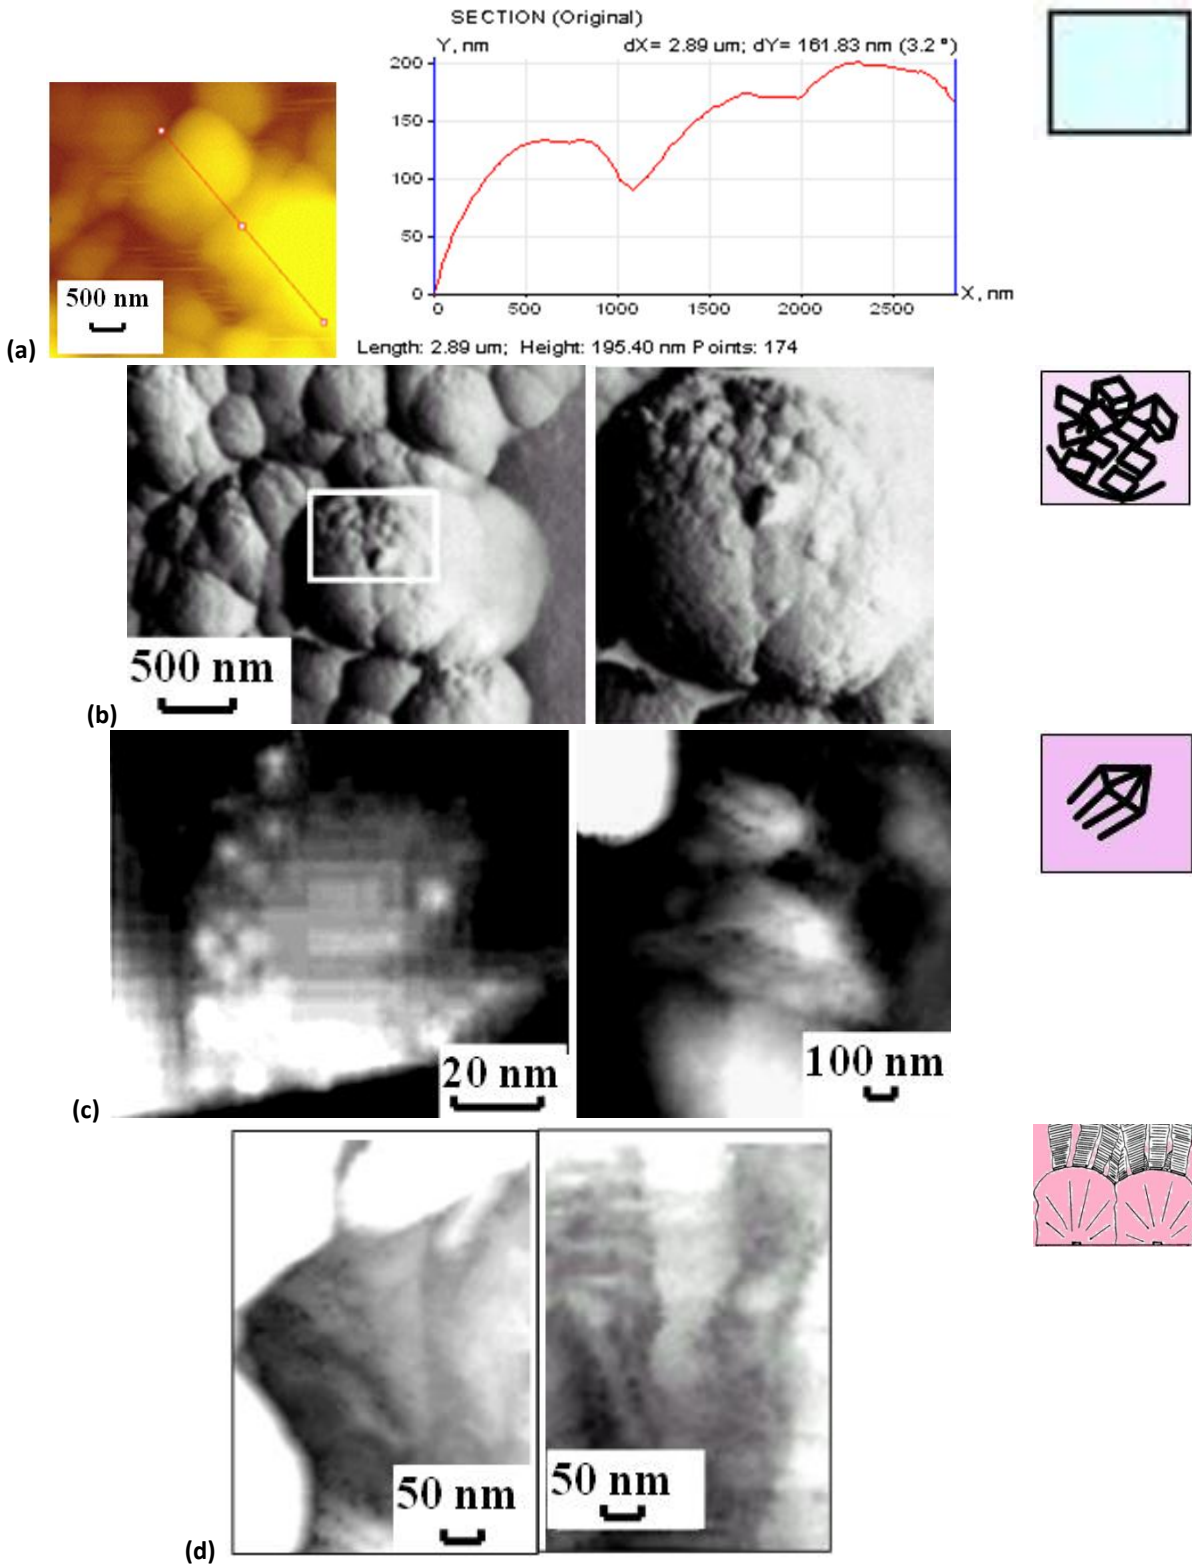 SECTION (Original)
Y, nm
dX= 2.89 um; dY= 161.83 nm (3.2 °)
200
150
100
50
0
0
500
1000
1500
2000
2500
X, nm
500 nm
(a)
Length: 2.89 um; Height: 195.40 nm Points: 174
500 nm
(b)
20 nm
100 nm
(c)
50 nm
50 nm
(d)